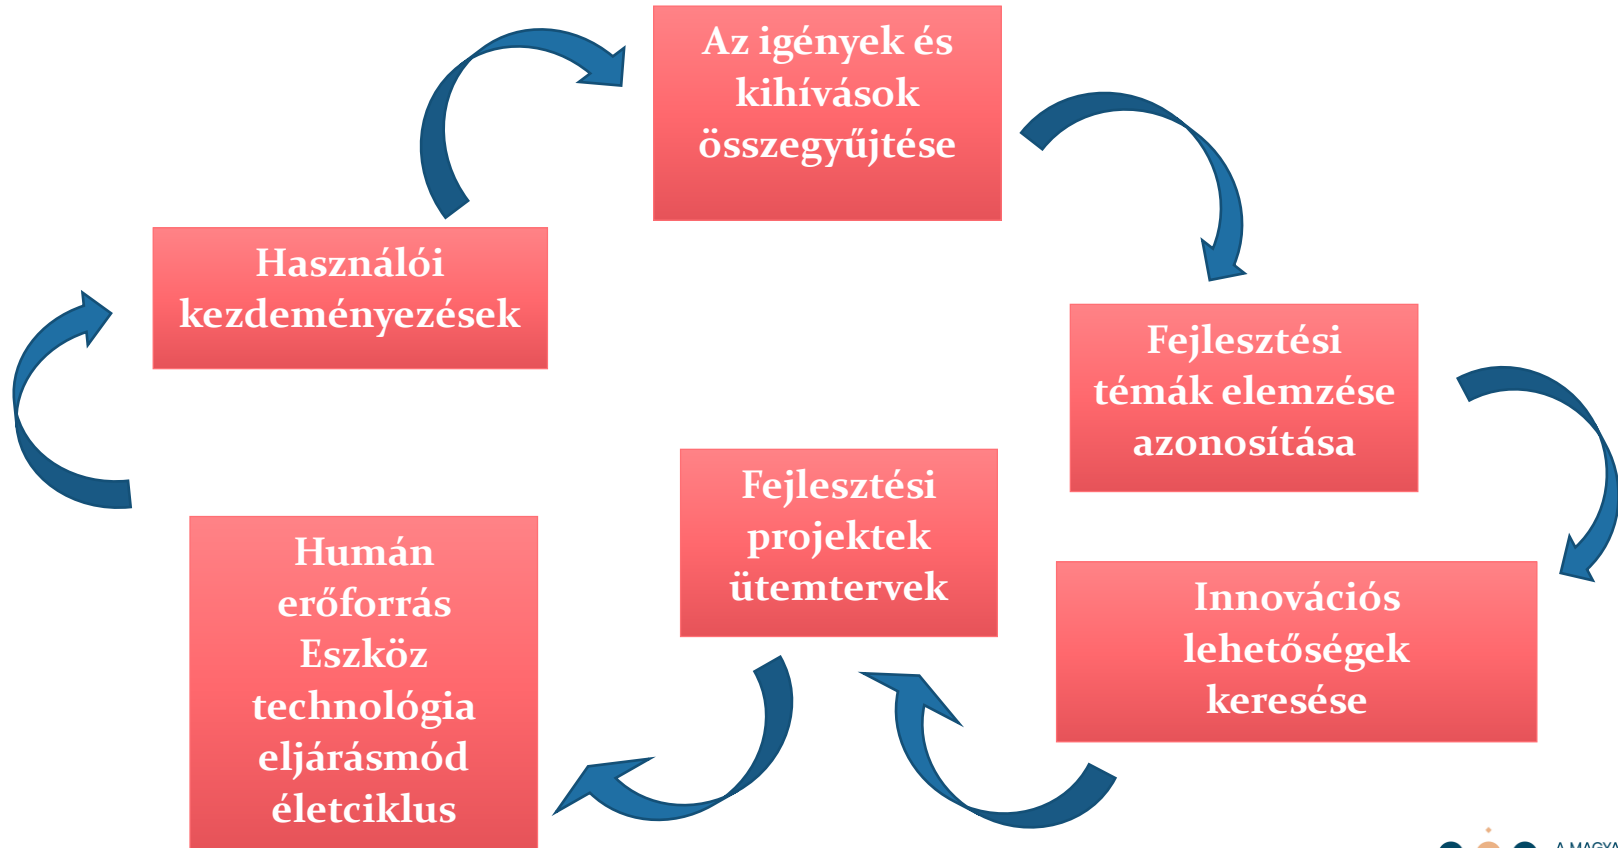 Az igények és
kihívások
összegyűjtése
Használói
kezdeményezések
Fejlesztési
témák elemzése
azonosítása
Fejlesztési
projektek
ütemtervek
Humán
erőforrás
Eszköz
technológia
eljárásmód
életciklus
Innovációs
lehetőségek
keresése